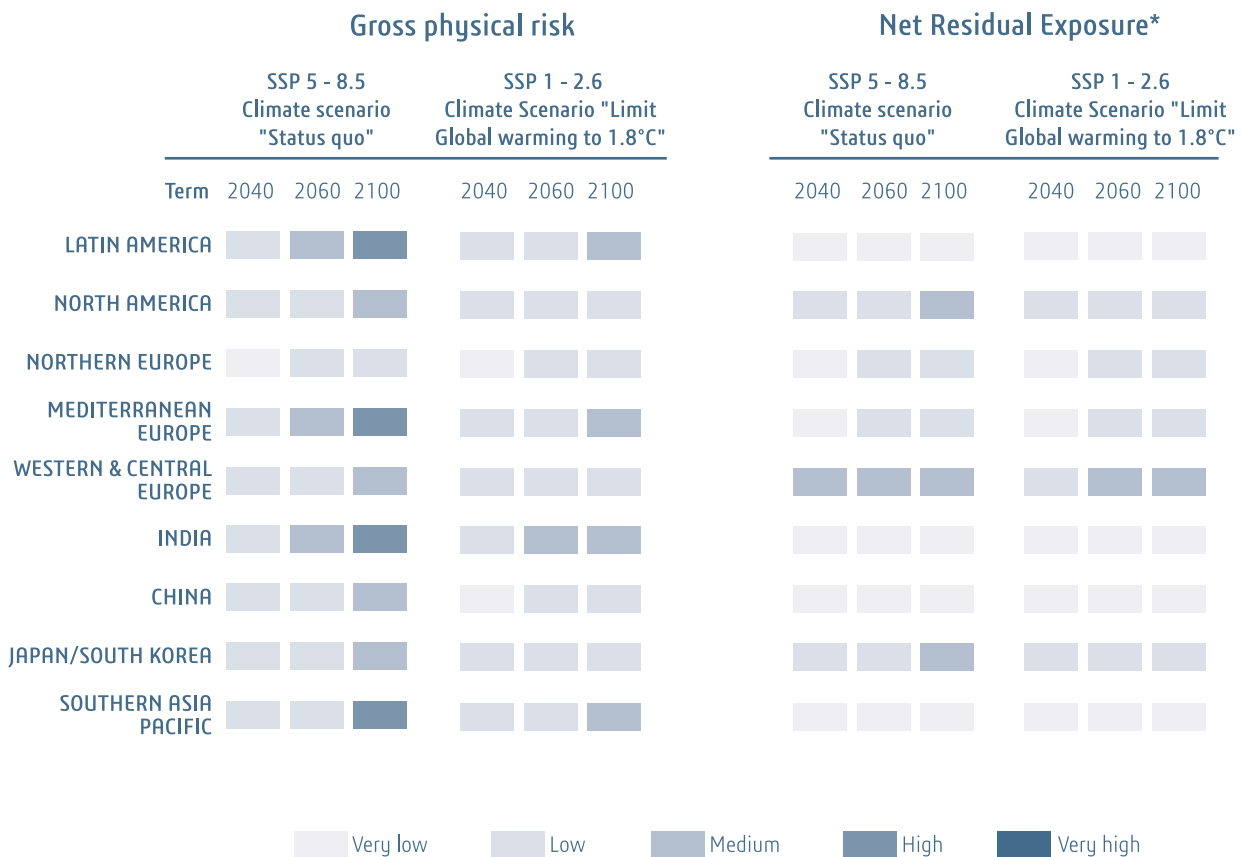 Gross physical risk
Net Residual Exposure*
SSP 5 - 8.5
Climate scenario
"Status quo"
SSP 1 - 2.6
Climate Scenario "Limit
Global warming to 1.8°C"
SSP 5 - 8.5
Climate scenario
"Status quo"
SSP 1 - 2.6
Climate Scenario "Limit
Global warming to 1.8°C"
Term 2040 2060 2100 2040 2060 2100 2040 2060 2100 2040 2060 2100
LATIN AMERICA
NORTH AMERICA
NORTHERN EUROPE
MEDITERRANEAN
EUROPE
WESTERN & CENTRAL
EUROPE
INDIA
CHINA
JAPAN/SOUTH KOREA
SOUTHERN ASIA
PACIFIC
Very low Low Medium High Very high